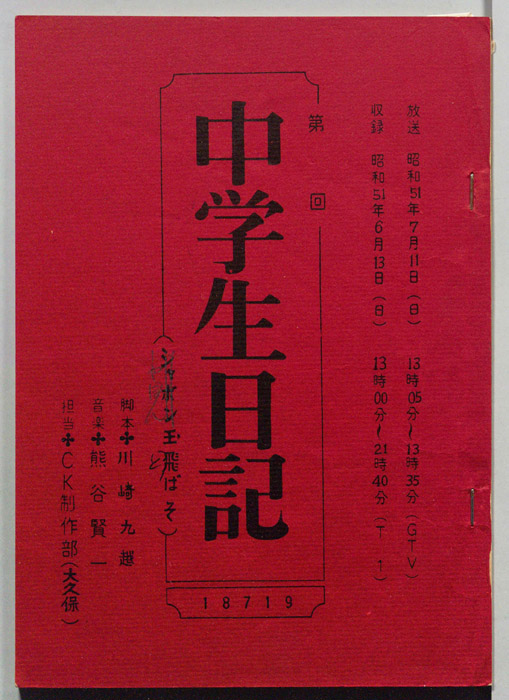 放送 昭和51年7月11日(日) 13時05分~13時35分(GTV)
収録 昭和51年6月13日(日) 13時00分~21時40分(T-1)
第 回
中学生日記
(シャボン玉飛ばそ)
脚本✤川崎九越
音楽✤熊谷賢一
担当✤CK制作部(大久保)
18719